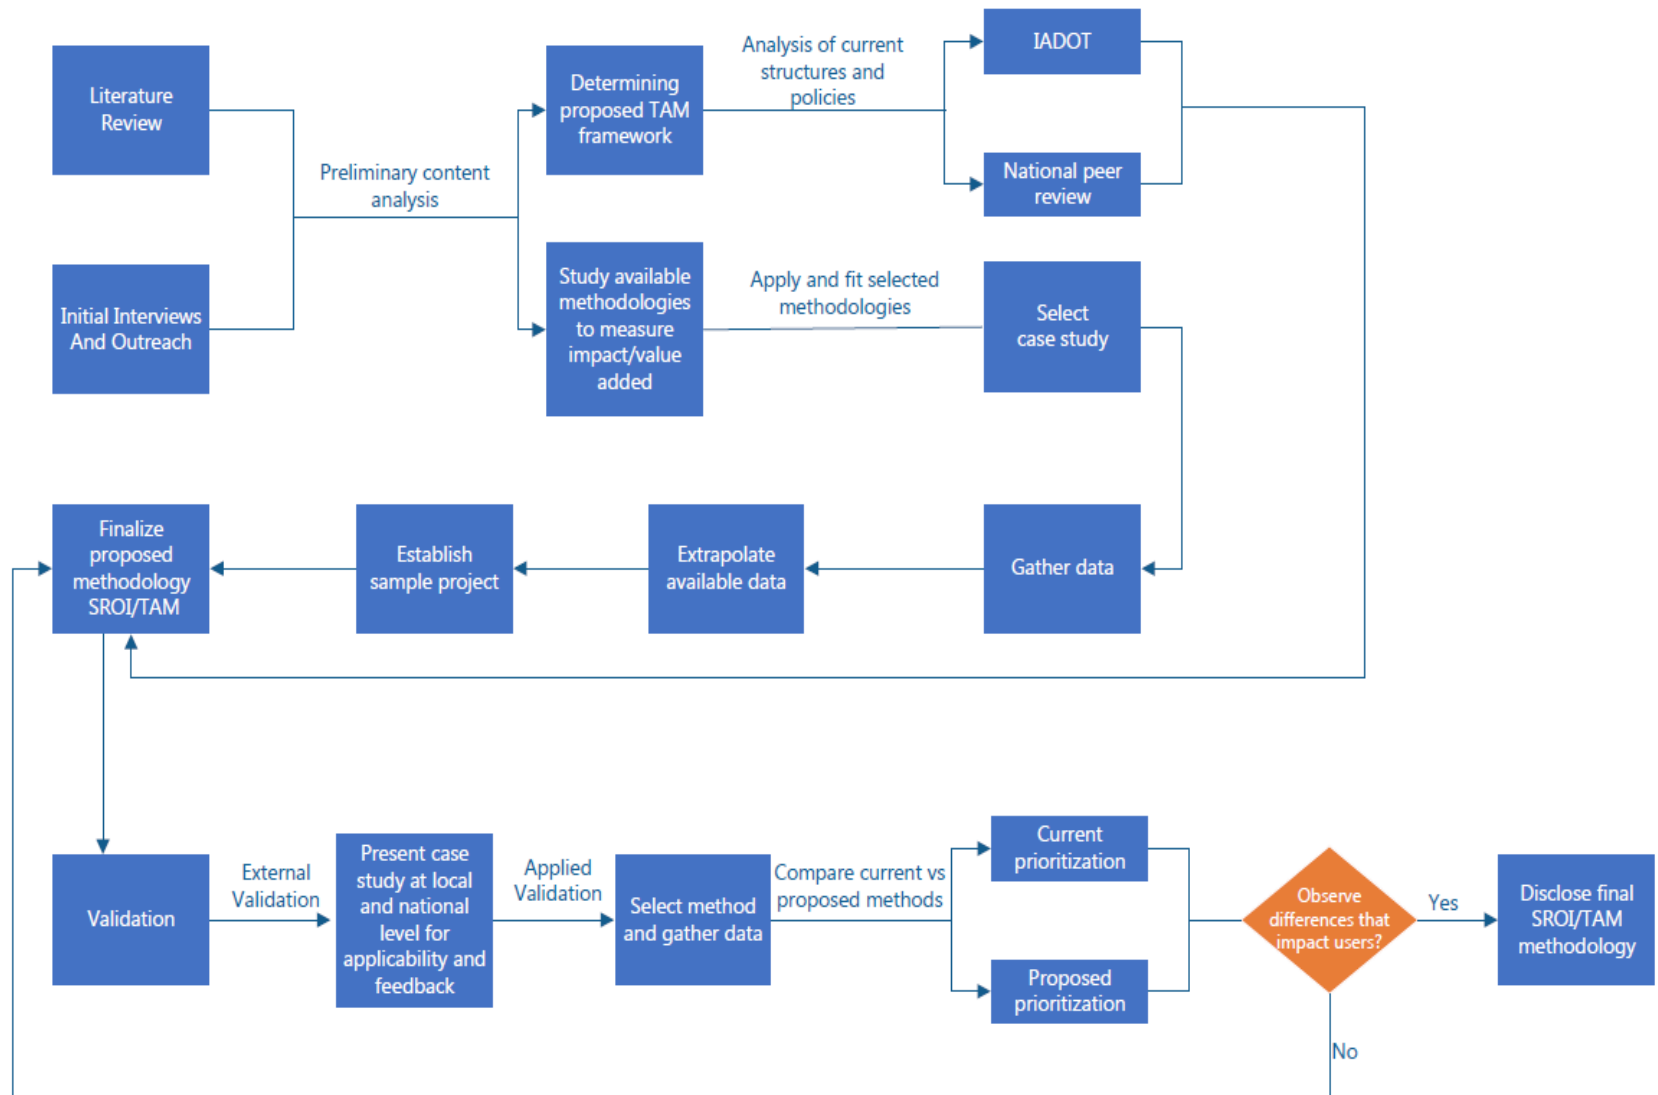 Literature
Review
Initial Interviews
And Outreach
Preliminary content
analysis
Determining
proposed TAM
framework
Analysis of current
structures and
policies
IADOT
National peer
review
Study available
methodologies
to measure
impact/value
added
Apply and fit selected
methodologies
Select
case study
Gather data
Extrapolate
available data
Establish
sample project
Finalize
proposed
methodology
SROI/TAM
Validation
External
Validation
Present case
study at local
and national
level for
applicability and
feedback
Applied
Validation
Select method
and gather data
Compare current vs
proposed methods
Current
prioritization
Proposed
prioritization
Observe
differences that
impact users?
Yes
Disclose final
SROI/TAM
methodology
No